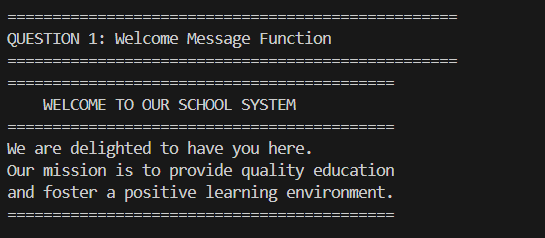 ==================================================
QUESTION 1: Welcome Message Function
==================================================
===========================================
    WELCOME TO OUR SCHOOL SYSTEM
===========================================
We are delighted to have you here.
Our mission is to provide quality education
and foster a positive learning environment.
===========================================